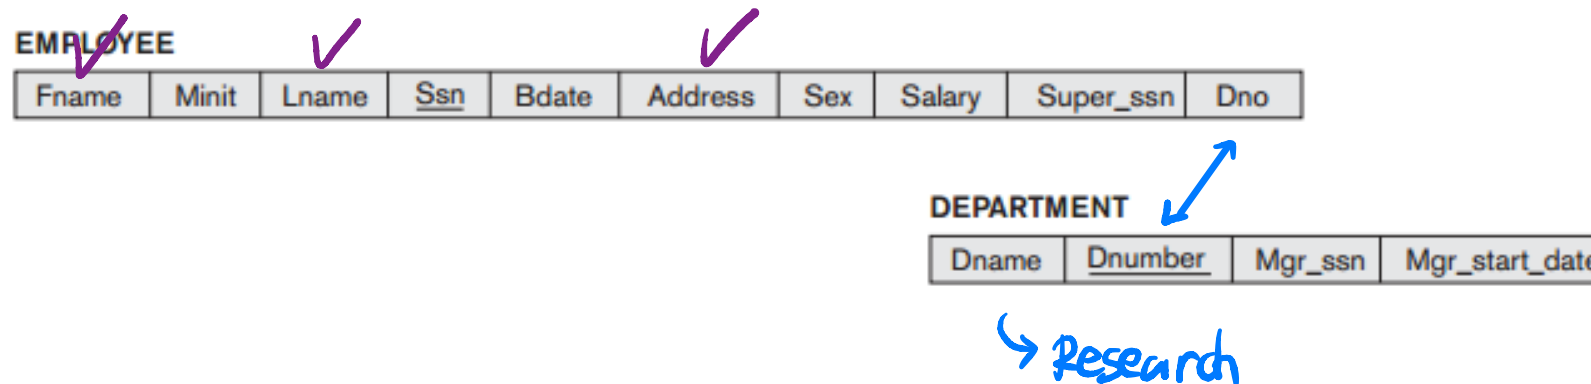 EMPLOYEE
Fname Minit Lname Ssn Bdate Address Sex Salary Super_ssn Dno
DEPARTMENT
Dname Dnumber Mgr_ssn Mgr_start_date
Research